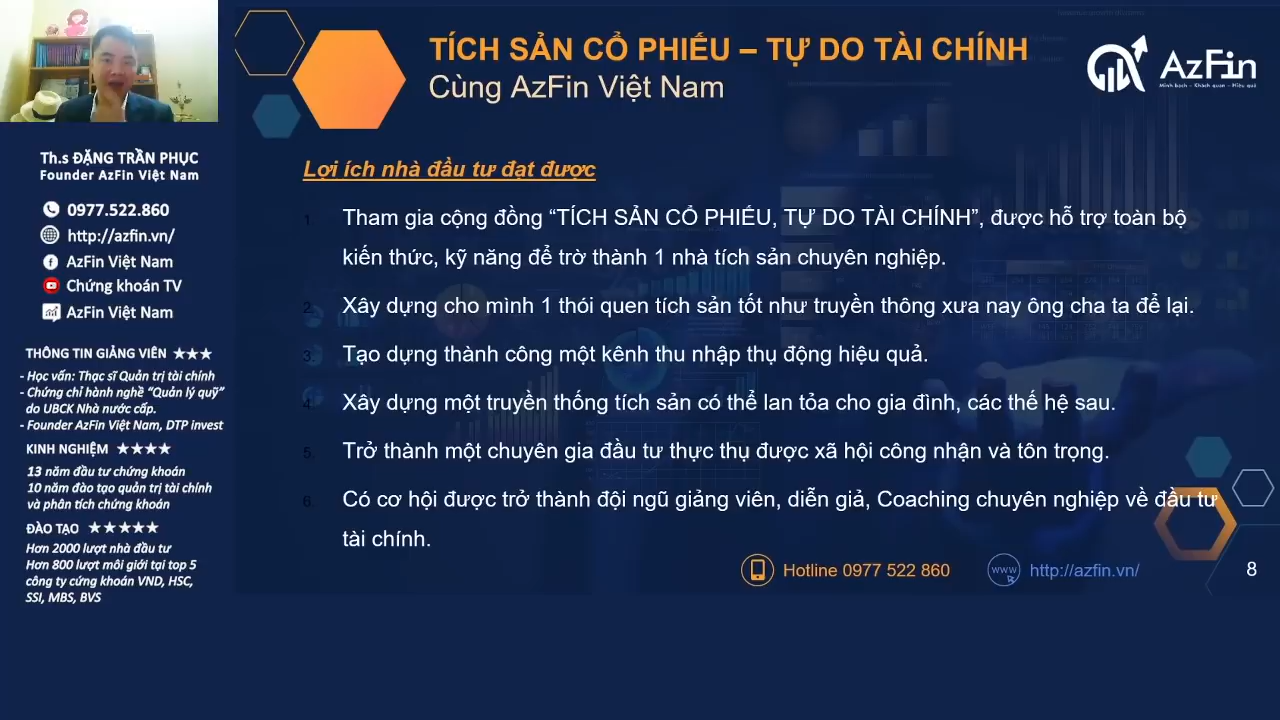 Th.s ĐẶNG TRẦN PHỤC
Founder AzFin Việt Nam
0977.522.860
http://azfin.vn/
AzFin Việt Nam
Chứng khoán TV
AzFin Việt Nam
THÔNG TIN GIẢNG VIÊN ★★★
- Học vấn: Thạc sĩ Quản trị tài chính
- Chứng chỉ hành nghề “Quản lý quỹ”
do UBCK Nhà nước cấp.
- Founder AzFin Việt Nam, DTP invest
KINH NGHIỆM ★★★★
13 năm đầu tư chứng khoán
10 năm đào tạo quản trị tài chính
và phân tích chứng khoán
ĐÀO TẠO ★★★★★
Hơn 2000 lượt nhà đầu tư
Hơn 800 lượt môi giới tại top 5
công ty cứng khoán VND, HSC,
SSI, MBS, BVS
TÍCH SẢN CỔ PHIẾU – TỰ DO TÀI CHÍNH
Cùng AzFin Việt Nam
AzFin
Minh bạch - Khách quan - Hiệu quả
Lợi ích nhà đầu tư đạt được
1. Tham gia cộng đồng “TÍCH SẢN CỔ PHIẾU, TỰ DO TÀI CHÍNH”, được hỗ trợ toàn bộ
kiến thức, kỹ năng để trờ thành 1 nhà tích sản chuyên nghiệp.
2. Xây dựng cho mình 1 thói quen tích sản tốt như truyền thông xưa nay ông cha ta để lại.
3. Tạo dựng thành công một kênh thu nhập thụ động hiệu quả.
4. Xây dựng một truyền thống tích sản có thể lan tỏa cho gia đình, các thế hệ sau.
5. Trở thành một chuyên gia đầu tư thực thụ được xã hội công nhận và tôn trọng.
6. Có cơ hội được trở thành đội ngũ giảng viên, diễn giả, Coaching chuyên nghiệp về đầu tư
tài chính.
Hotline 0977 522 860
www
http://azfin.vn/
8